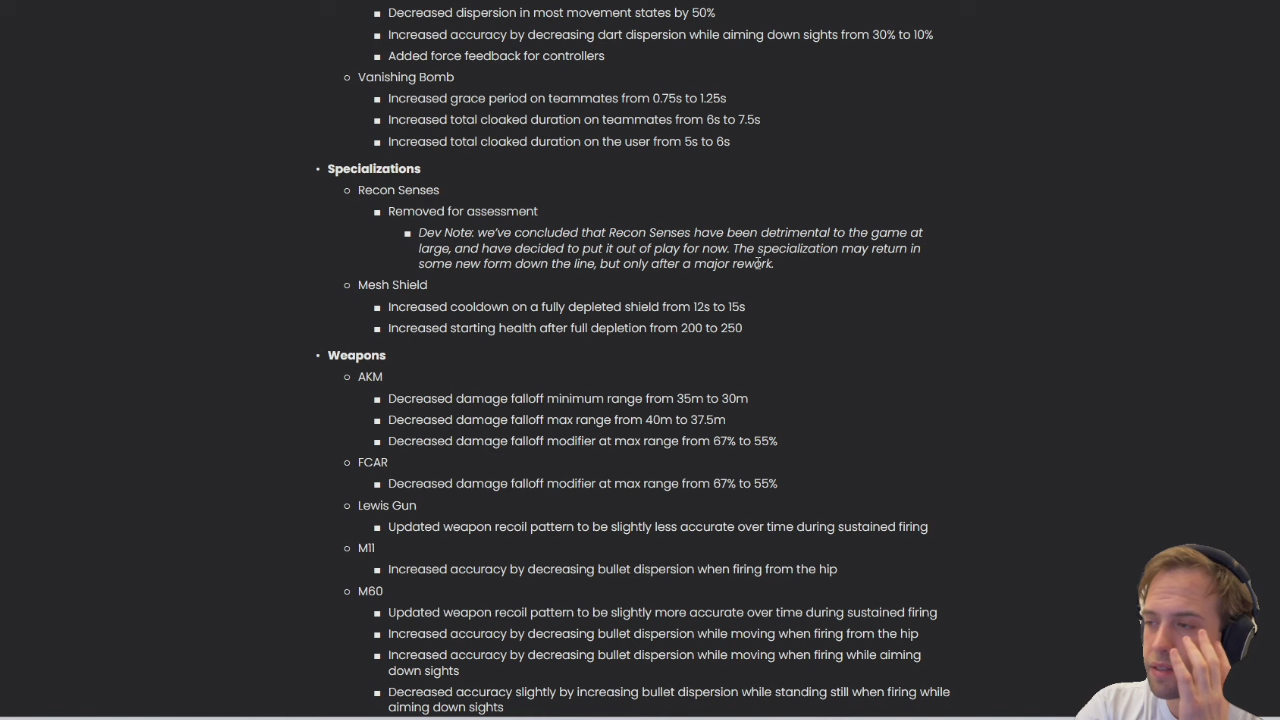 Decreased dispersion in most movement states by 50%
Increased accuracy by decreasing dart dispersion while aiming down sights from 30% to 10%
Added force feedback for controllers
Vanishing Bomb
Increased grace period on teammates from 0.75s to 1.25s
Increased total cloaked duration on teammates from 6s to 7.5s
Increased total cloaked duration on the user from 5s to 6s
Specializations
Recon Senses
Removed for assessment
Dev Note: we've concluded that Recon Senses have been detrimental to the game at
large, and have decided to put it out of play for now. The specialization may return in
some new form down the line, but only after a major rework.
Mesh Shield
Increased cooldown on a fully depleted shield from 12s to 15s
Increased starting health after full depletion from 200 to 250
Weapons
AKM
Decreased damage falloff minimum range from 35m to 30m
Decreased damage falloff max range from 40m to 37.5m
Decreased damage falloff modifier at max range from 67% to 55%
FCAR
Decreased damage falloff modifier at max range from 67% to 55%
Lewis Gun
Updated weapon recoil pattern to be slightly less accurate over time during sustained firing
M11
Increased accuracy by decreasing bullet dispersion when firing from the hip
M60
Updated weapon recoil pattern to be slightly more accurate over time during sustained firing
Increased accuracy by decreasing bullet dispersion while moving when firing from the hip
Increased accuracy by decreasing bullet dispersion while moving when firing while aiming
down sights
Decreased accuracy slightly by increasing bullet dispersion while standing still when firing while
aiming down sights